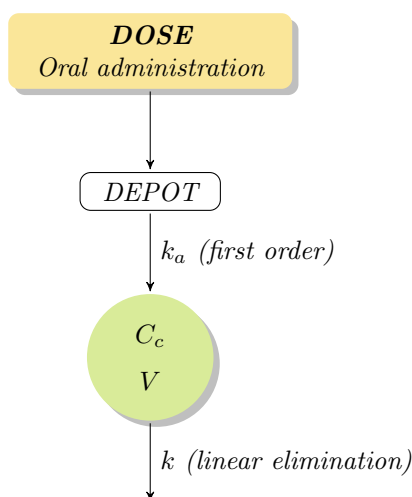 DOSE
Oral administration
DEPOT
k_a (first order)
C_c
V
k (linear elimination)